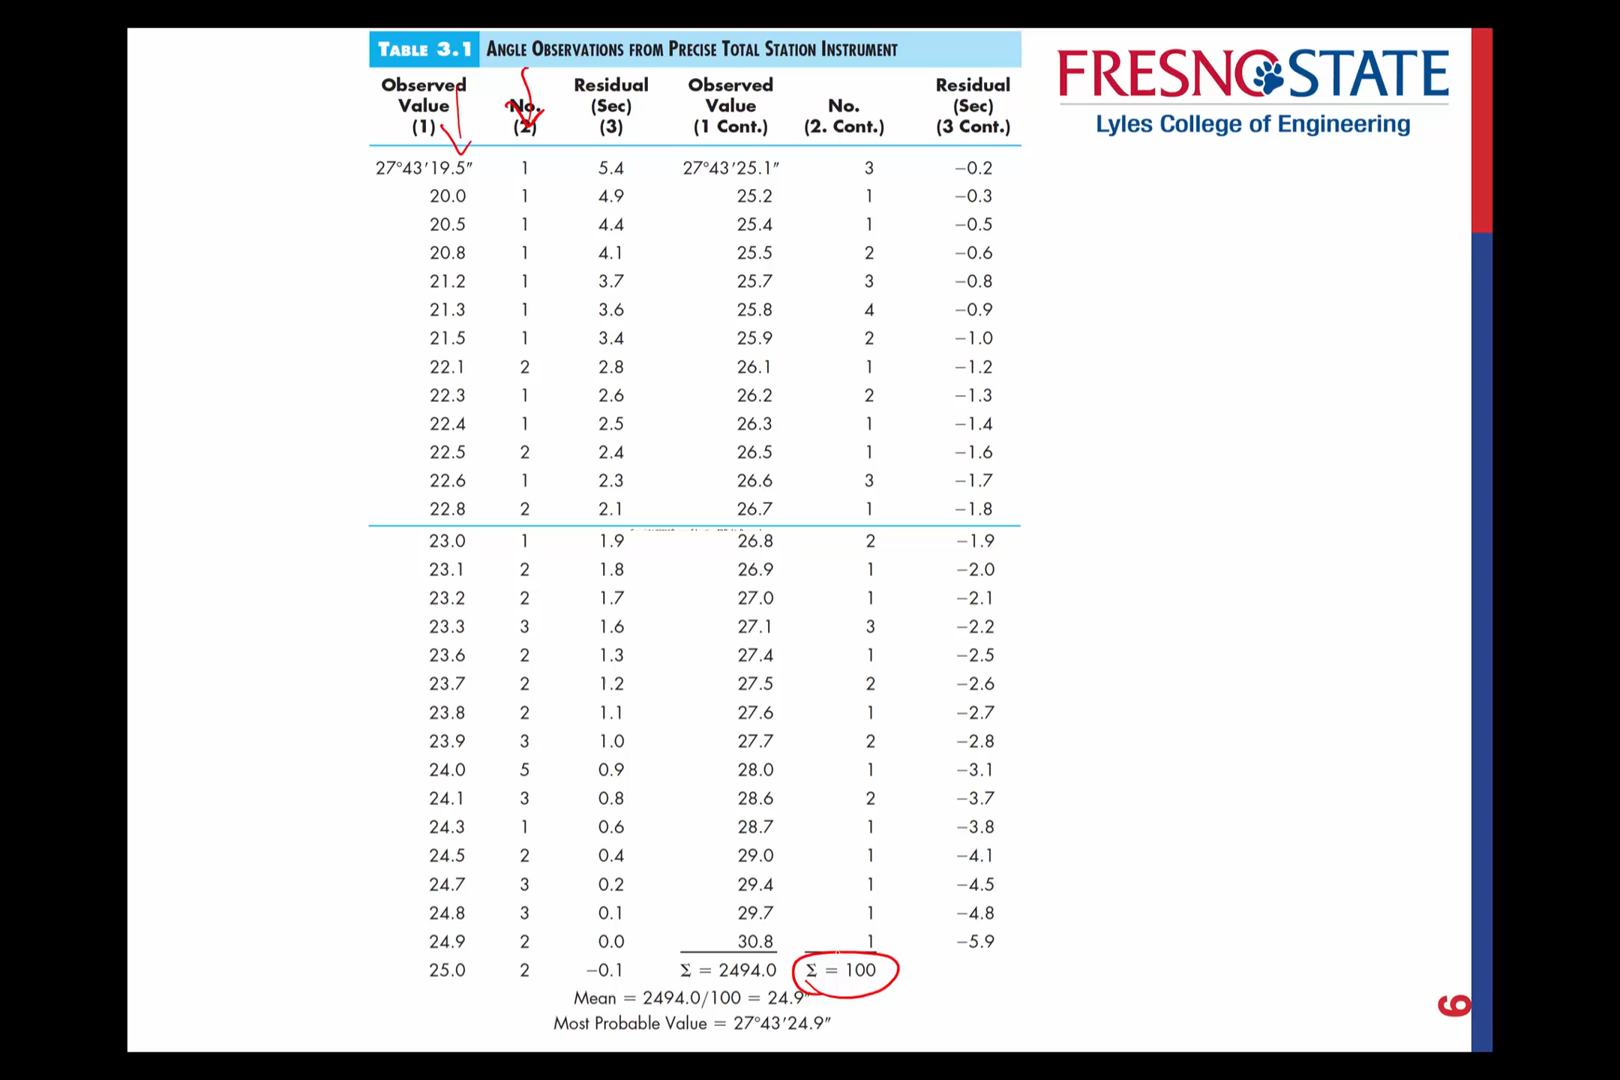 TABLE 3.1 ANGLE OBSERVATIONS FROM PRECISE TOTAL STATION INSTRUMENT
Observed Value (1) No. (2) Residual (Sec) (3) Observed Value (1 Cont.) No. (2. Cont.) Residual (Sec) (3 Cont.)
27°43′19.5″ 1 5.4 27°43′25.1″ 3 −0.2
20.0 1 4.9 25.2 1 −0.3
20.5 1 4.4 25.4 1 −0.5
20.8 1 4.1 25.5 2 −0.6
21.2 1 3.7 25.7 3 −0.8
21.3 1 3.6 25.8 4 −0.9
21.5 1 3.4 25.9 2 −1.0
22.1 2 2.8 26.1 1 −1.2
22.3 1 2.6 26.2 2 −1.3
22.4 1 2.5 26.3 1 −1.4
22.5 2 2.4 26.5 1 −1.6
22.6 1 2.3 26.6 3 −1.7
22.8 2 2.1 26.7 1 −1.8
23.0 1 1.9 26.8 2 −1.9
23.1 2 1.8 26.9 1 −2.0
23.2 2 1.7 27.0 1 −2.1
23.3 3 1.6 27.1 3 −2.2
23.6 2 1.3 27.4 1 −2.5
23.7 2 1.2 27.5 2 −2.6
23.8 2 1.1 27.6 1 −2.7
23.9 3 1.0 27.7 2 −2.8
24.0 5 0.9 28.0 1 −3.1
24.1 3 0.8 28.6 2 −3.7
24.3 1 0.6 28.7 1 −3.8
24.5 2 0.4 29.0 1 −4.1
24.7 3 0.2 29.4 1 −4.5
24.8 3 0.1 29.7 1 −4.8
24.9 2 0.0 30.8 1 −5.9
25.0 2 −0.1 Σ = 2494.0 Σ = 100
Mean = 2494.0/100 = 24.9″
Most Probable Value = 27°43′24.9″
FRESNO STATE
Lyles College of Engineering
6